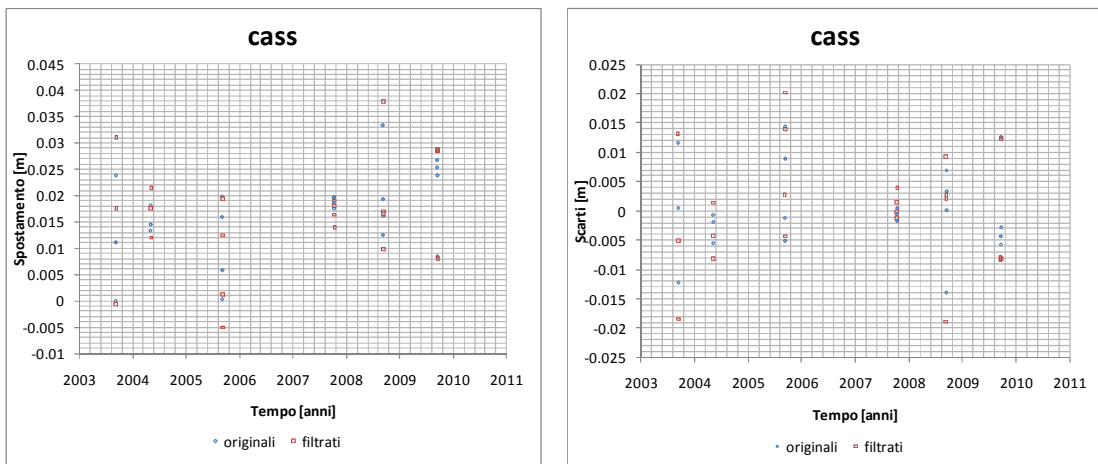 cass
Spostamento [m]
0.045
0.04
0.035
0.03
0.025
0.02
0.015
0.01
0.005
0
-0.005
-0.01
2003 2004 2005 2006 2007 2008 2009 2010 2011
Tempo [anni]
originali filtrati
cass
Scarti [m]
0.025
0.02
0.015
0.01
0.005
0
-0.005
-0.01
-0.015
-0.02
-0.025
2003 2004 2005 2006 2007 2008 2009 2010 2011
Tempo [anni]
originali filtrati